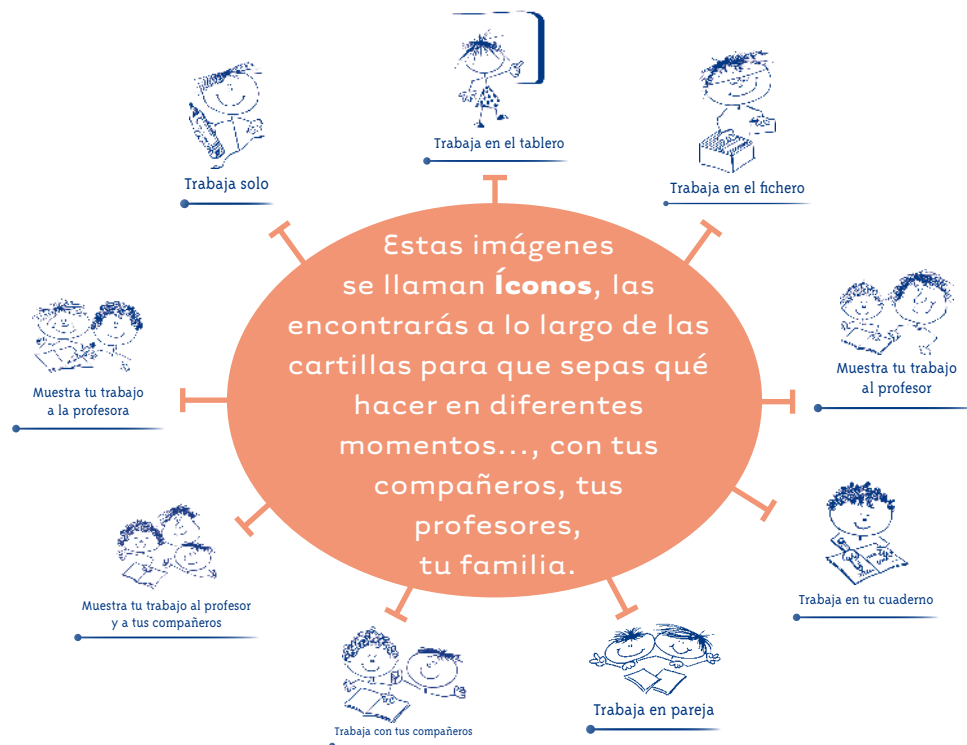 Trabaja en el tablero
Trabaja solo
Trabaja en el fichero
Estas imágenes
se llaman Íconos, las
encontrarás a lo largo de las
cartillas para que sepas qué
hacer en diferentes
momentos..., con tus
compañeros, tus
profesores,
tu familia.
Muestra tu trabajo
a la profesora
Muestra tu trabajo
al profesor
Muestra tu trabajo al profesor
y a tus compañeros
Trabaja en tu cuaderno
Trabaja con tus compañeros
Trabaja en pareja